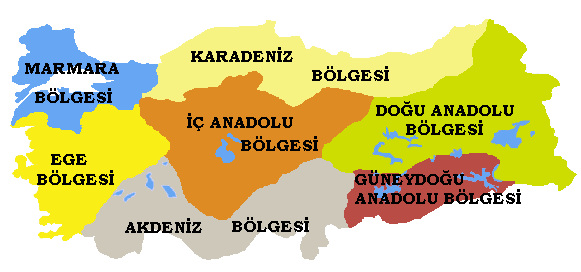 KARADENİZ
BÖLGESİ
MARMARA
BÖLGESİ
İÇ ANADOLU
BÖLGESİ
DOĞU ANADOLU
BÖLGESİ
EGE
BÖLGESİ
GÜNEYDOĞU
ANADOLU BÖLGESİ
AKDENİZ BÖLGESİ